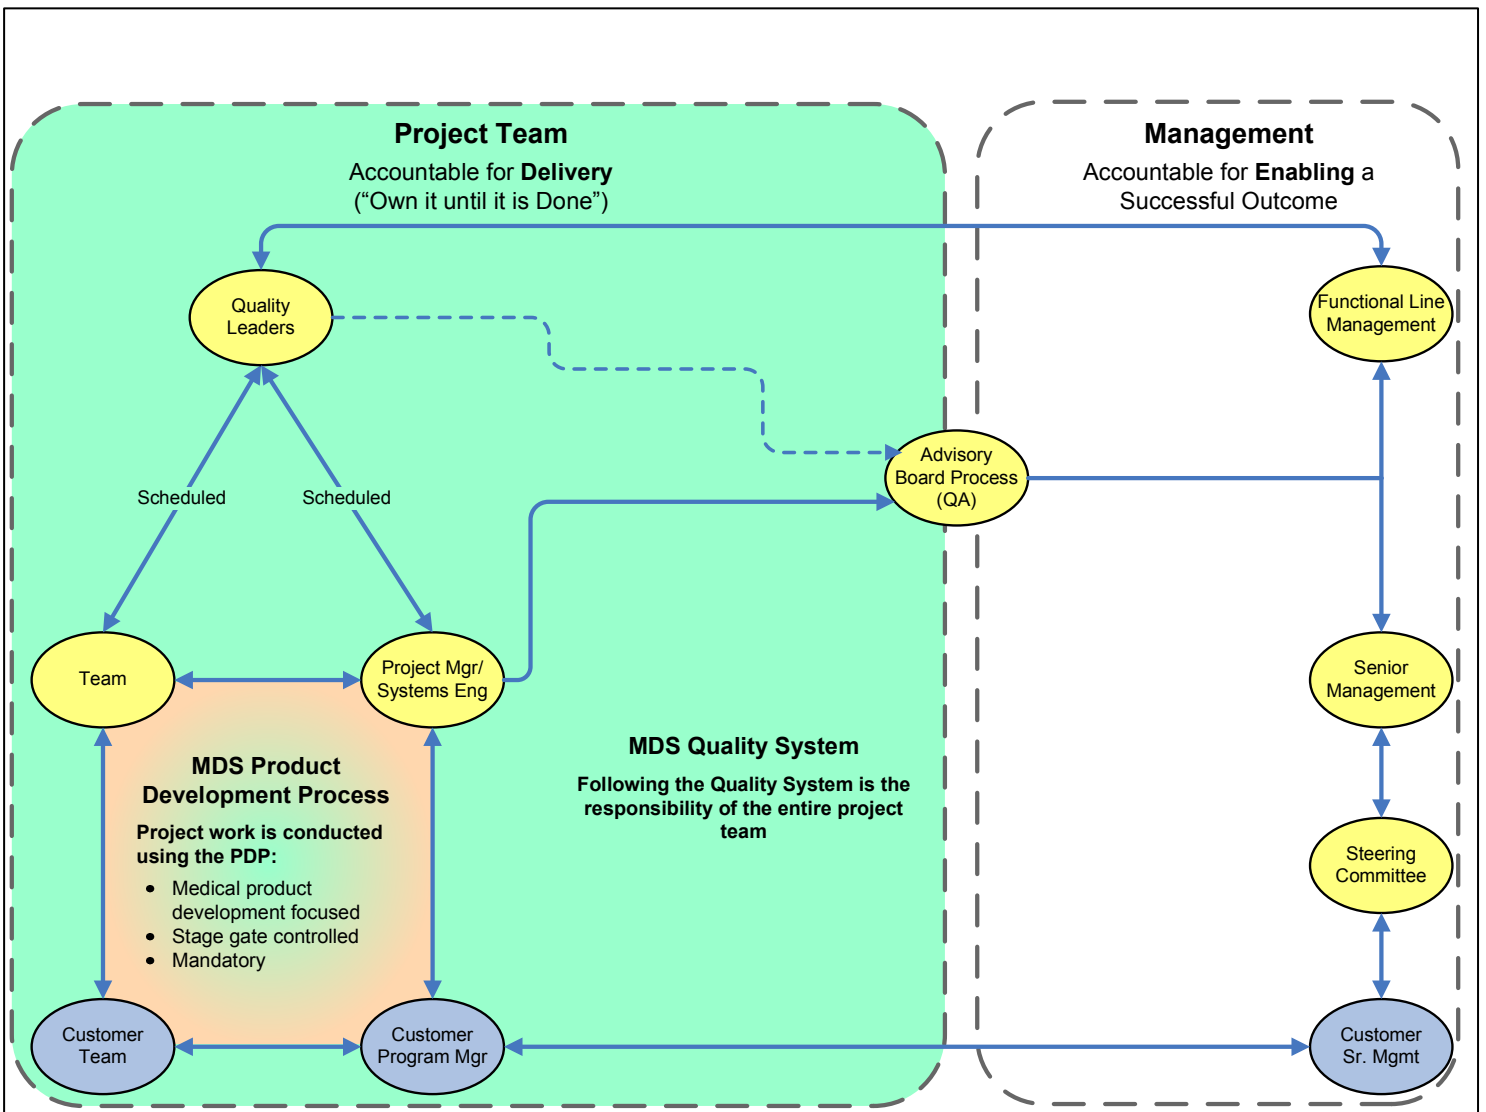 Project Team
Accountable for Delivery
(“Own it until it is Done”)
Management
Accountable for Enabling a
Successful Outcome
Quality
Leaders
Functional Line
Management
Advisory
Board Process
(QA)
Scheduled
Scheduled
Team
Project Mgr/
Systems Eng
Senior
Management
MDS Product
Development Process
Project work is conducted
using the PDP:
• Medical product
development focused
• Stage gate controlled
• Mandatory
MDS Quality System
Following the Quality System is the
responsibility of the entire project
team
Steering
Committee
Customer
Team
Customer
Program Mgr
Customer
Sr. Mgmt